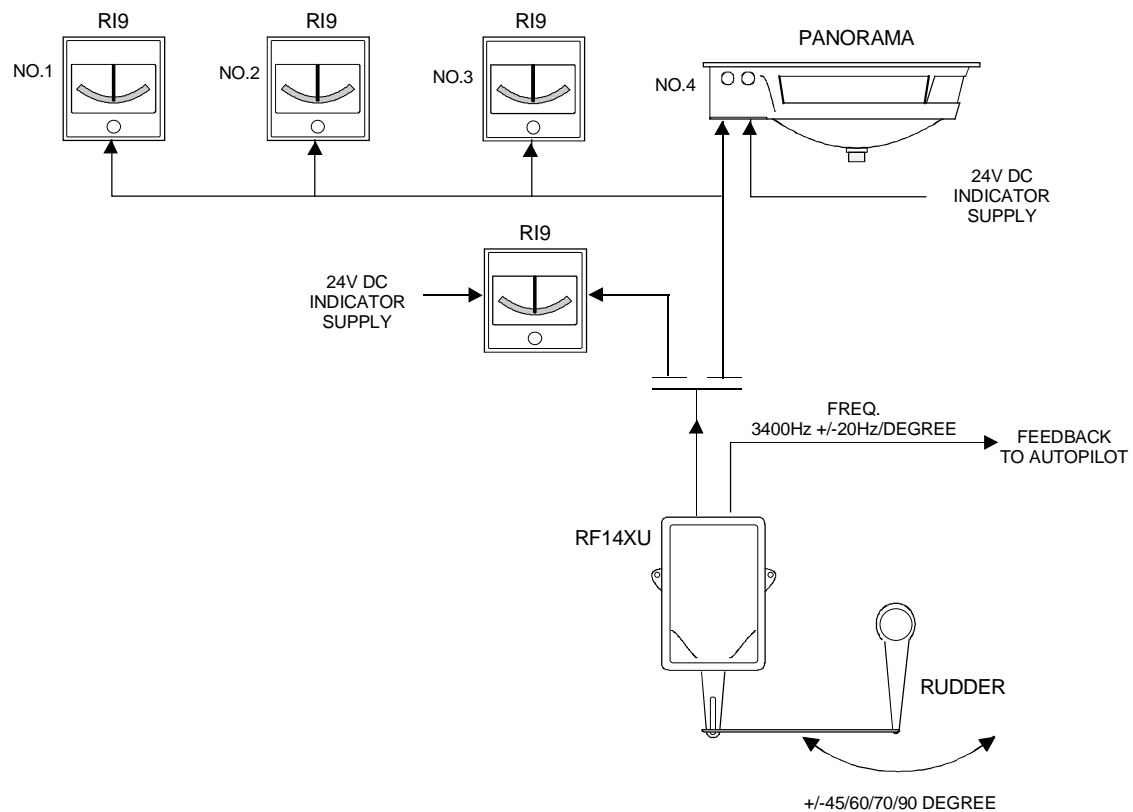 RI9
RI9
RI9
PANORAMA
NO.1
NO.2
NO.3
NO.4
24V DC
INDICATOR
SUPPLY
RI9
24V DC
INDICATOR
SUPPLY
FREQ.
3400Hz +/-20Hz/DEGREE
FEEDBACK
TO AUTOPILOT
RF14XU
RUDDER
+/-45/60/70/90 DEGREE